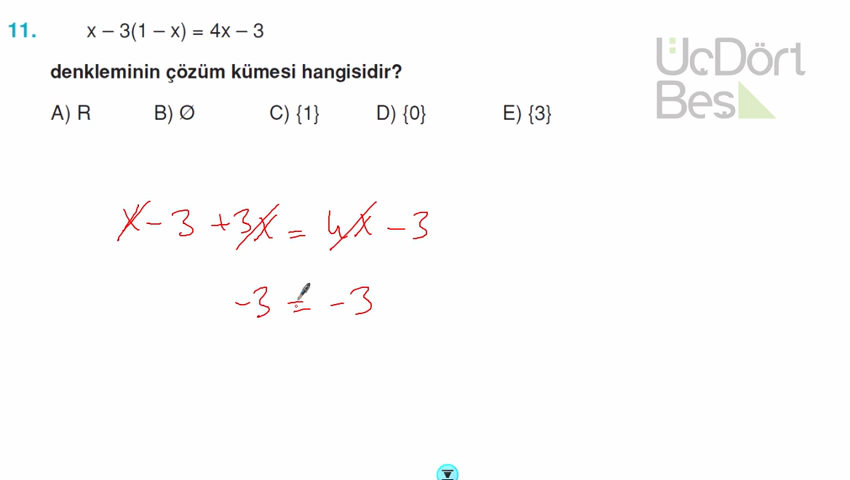 11. x – 3(1 – x) = 4x – 3
ÜçDört
Beş
denkleminin çözüm kümesi hangisidir?
A) R B) Ø C) {1} D) {0} E) {3}
x - 3 + 3x = 4x - 3
-3 = -3